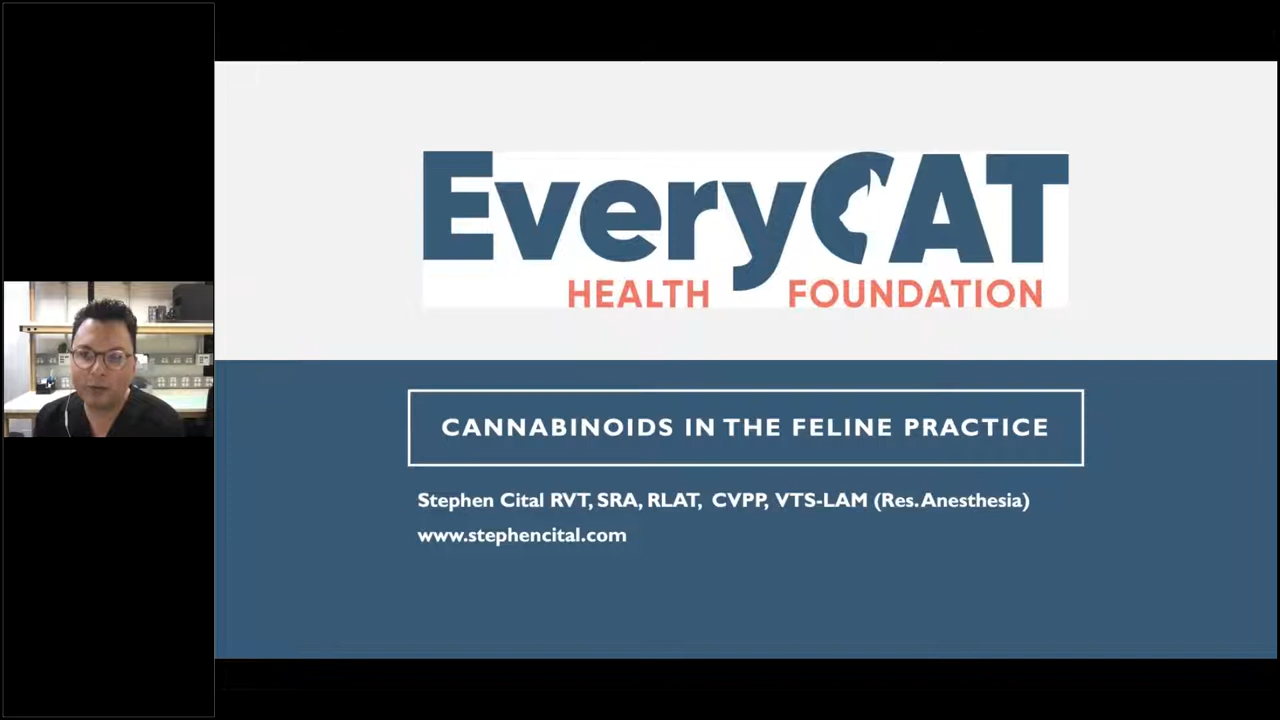 EveryCAT
HEALTH FOUNDATION
CANNABINOIDS IN THE FELINE PRACTICE
Stephen Cital RVT, SRA, RLAT, CVPP, VTS-LAM (Res. Anesthesia)
www.stephencital.com